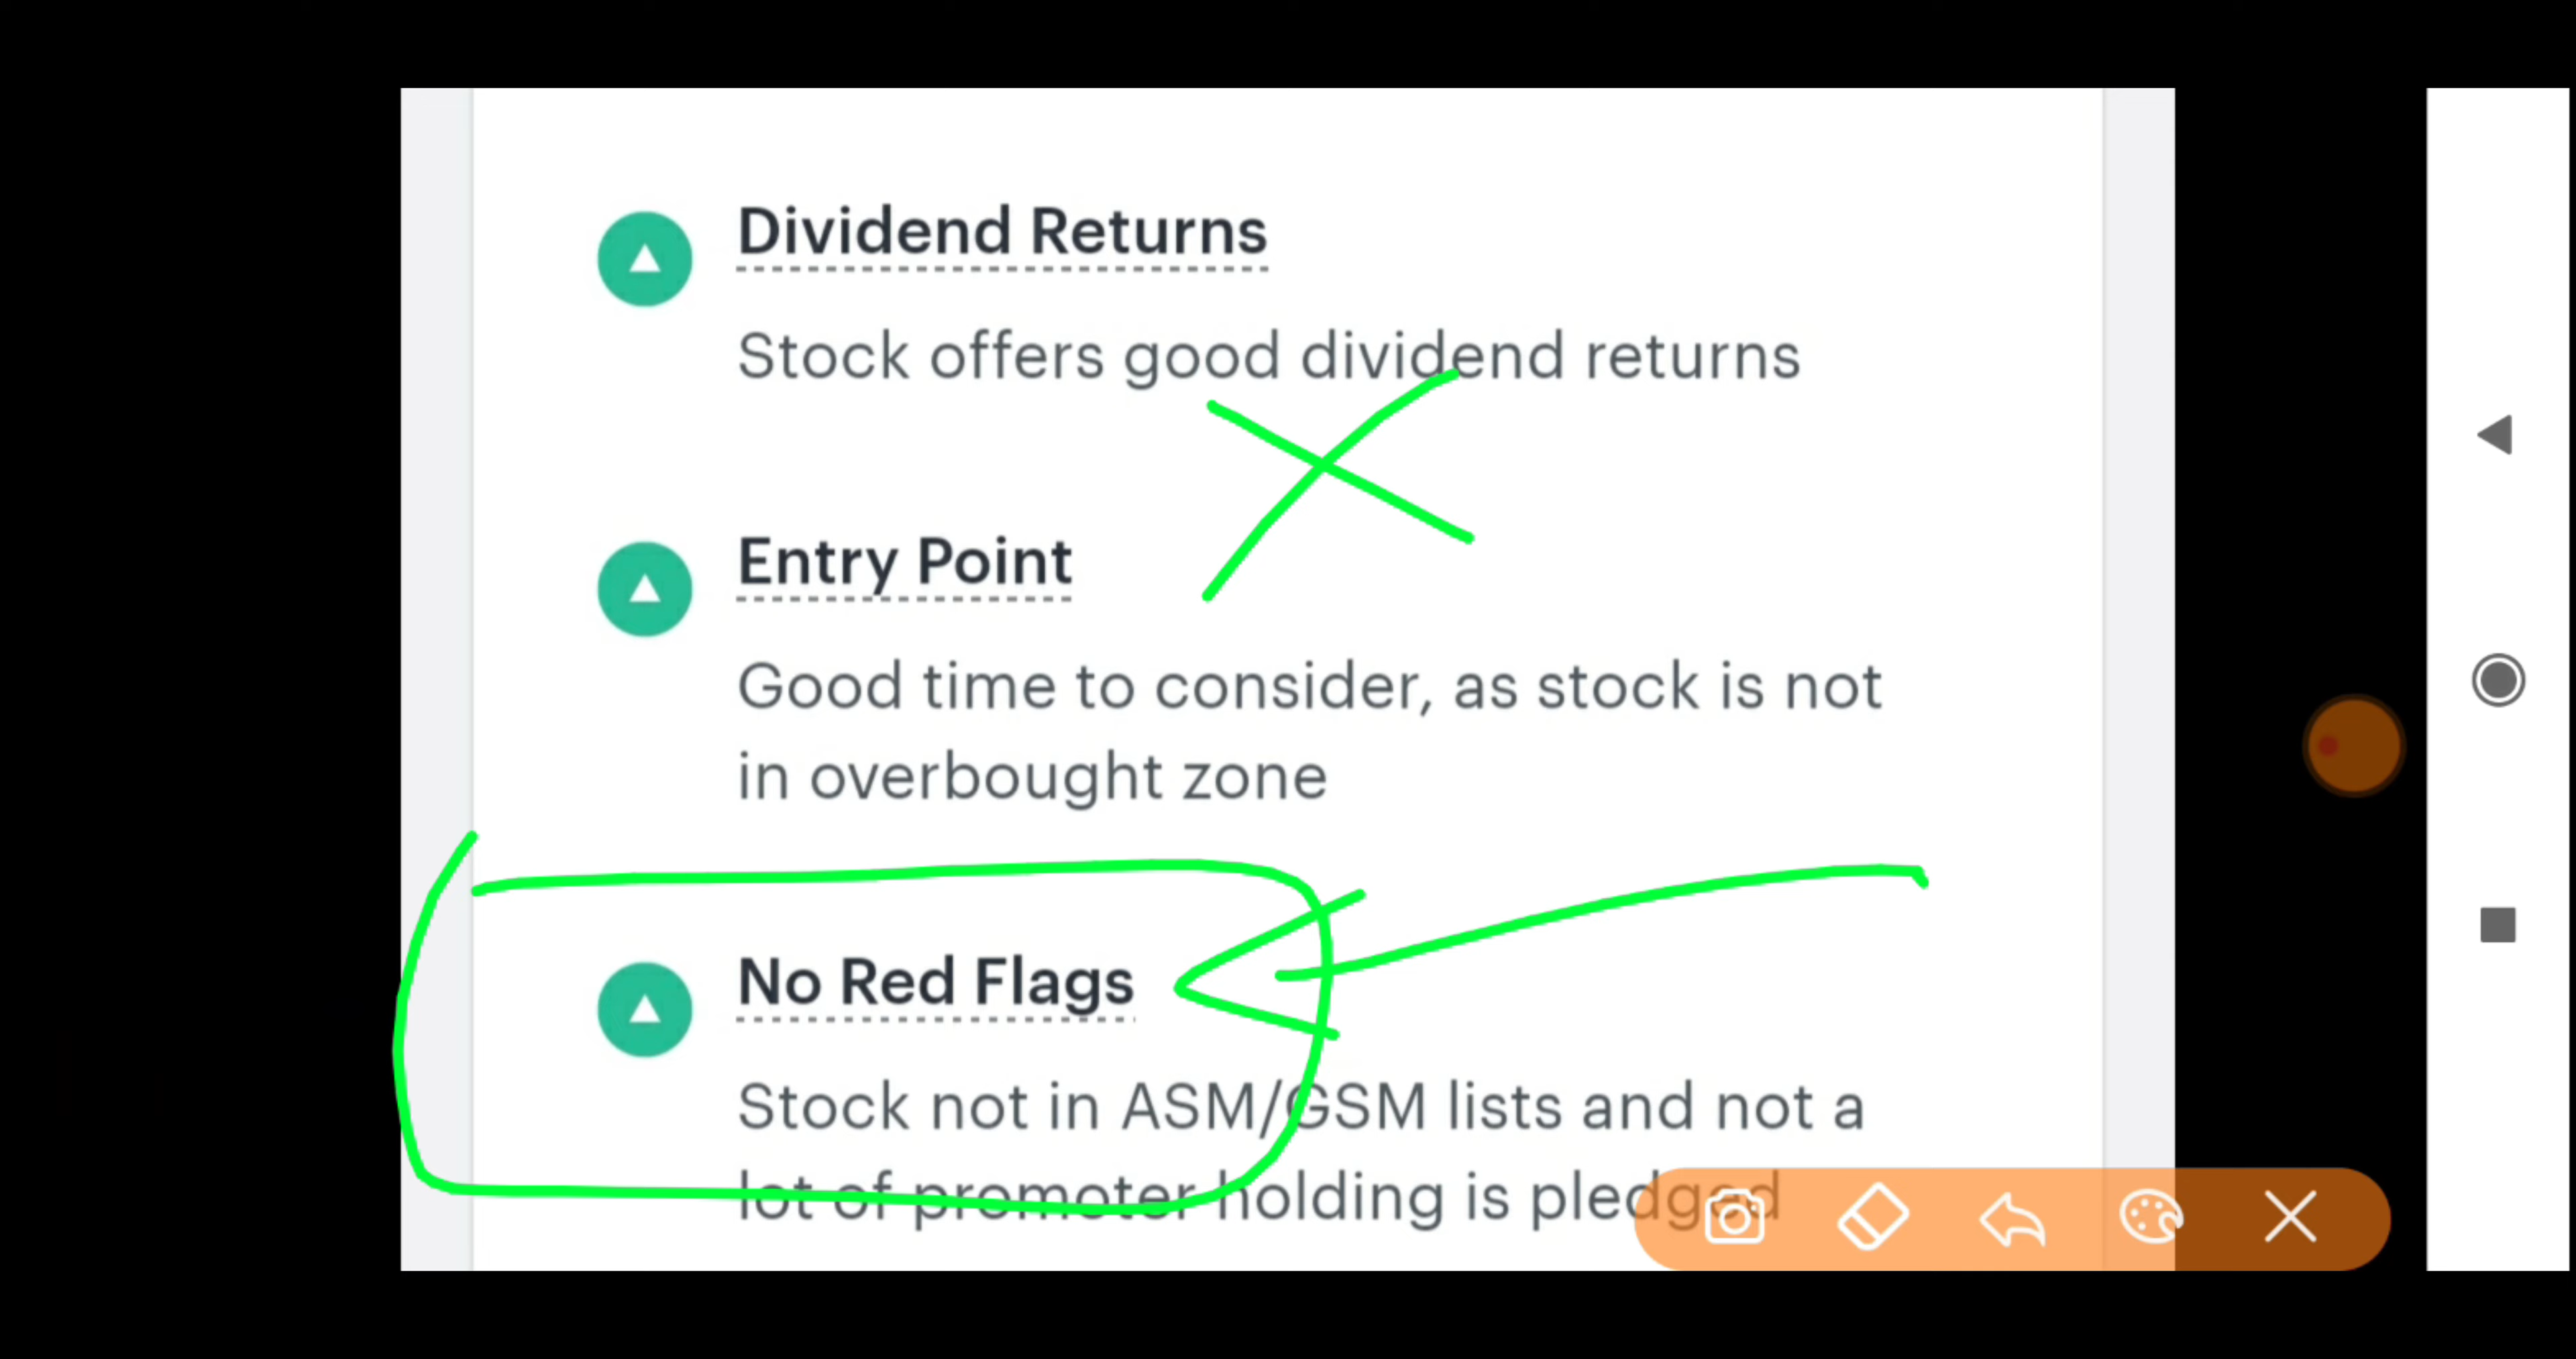 Dividend Returns
Stock offers good dividend returns
Entry Point
Good time to consider, as stock is not
in overbought zone
No Red Flags
Stock not in ASM/GSM lists and not a
lot of promoter holding is pledged